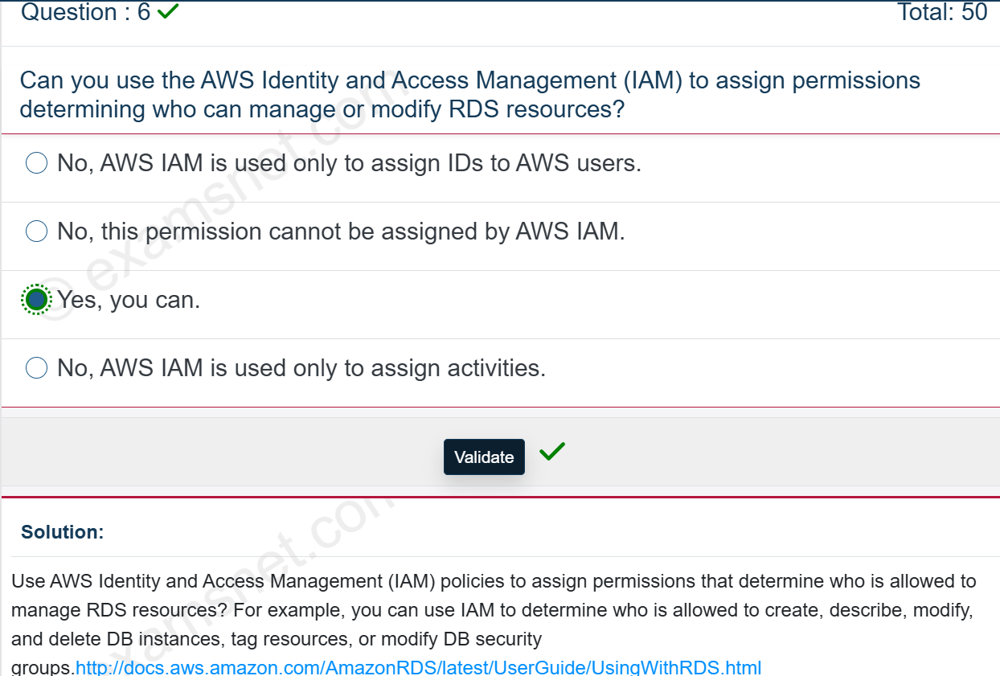 Question : 6
Total: 50
Can you use the AWS Identity and Access Management (IAM) to assign permissions
determining who can manage or modify RDS resources?
No, AWS IAM is used only to assign IDs to AWS users.
No, this permission cannot be assigned by AWS IAM.
Yes, you can.
No, AWS IAM is used only to assign activities.
© examsnet.com
Validate
Solution:
Use AWS Identity and Access Management (IAM) policies to assign permissions that determine who is allowed to
manage RDS resources? For example, you can use IAM to determine who is allowed to create, describe, modify,
and delete DB instances, tag resources, or modify DB security
groups.http://docs.aws.amazon.com/AmazonRDS/latest/UserGuide/UsingWithRDS.html
examsnet.com